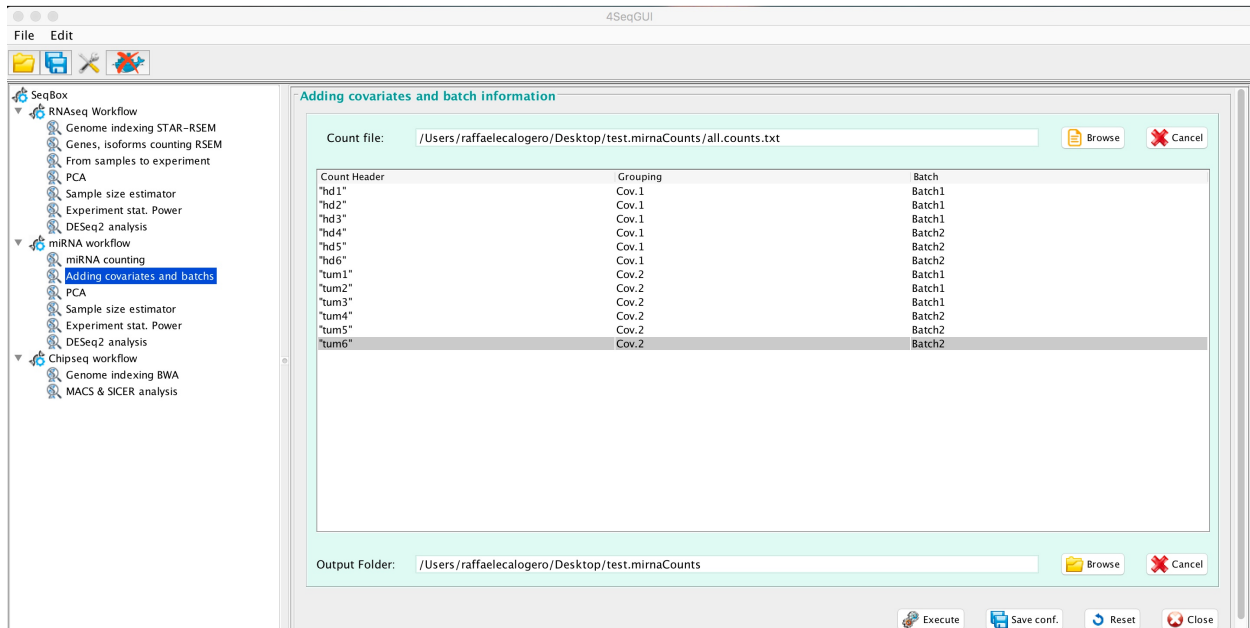 4SeqGUI
File Edit
SeqBox
RNAseq Workflow
Genome indexing STAR-RSEM
Genes, isoforms counting RSEM
From samples to experiment
PCA
Sample size estimator
Experiment stat. Power
DESeq2 analysis
miRNA workflow
miRNA counting
Adding covariates and batchs
PCA
Sample size estimator
Experiment stat. Power
DESeq2 analysis
Chipseq workflow
Genome indexing BWA
MACS & SICER analysis
Adding covariates and batch information
Count file: /Users/raffaelecalogero/Desktop/test.mirnaCounts/all.counts.txt Browse Cancel
Count Header Grouping Batch
"hd1" Cov.1 Batch1
"hd2" Cov.1 Batch1
"hd3" Cov.1 Batch1
"hd4" Cov.1 Batch2
"hd5" Cov.1 Batch2
"hd6" Cov.1 Batch2
"tum1" Cov.2 Batch1
"tum2" Cov.2 Batch1
"tum3" Cov.2 Batch1
"tum4" Cov.2 Batch2
"tum5" Cov.2 Batch2
"tum6" Cov.2 Batch2
Output Folder: /Users/raffaelecalogero/Desktop/test.mirnaCounts Browse Cancel
Execute Save conf. Reset Close